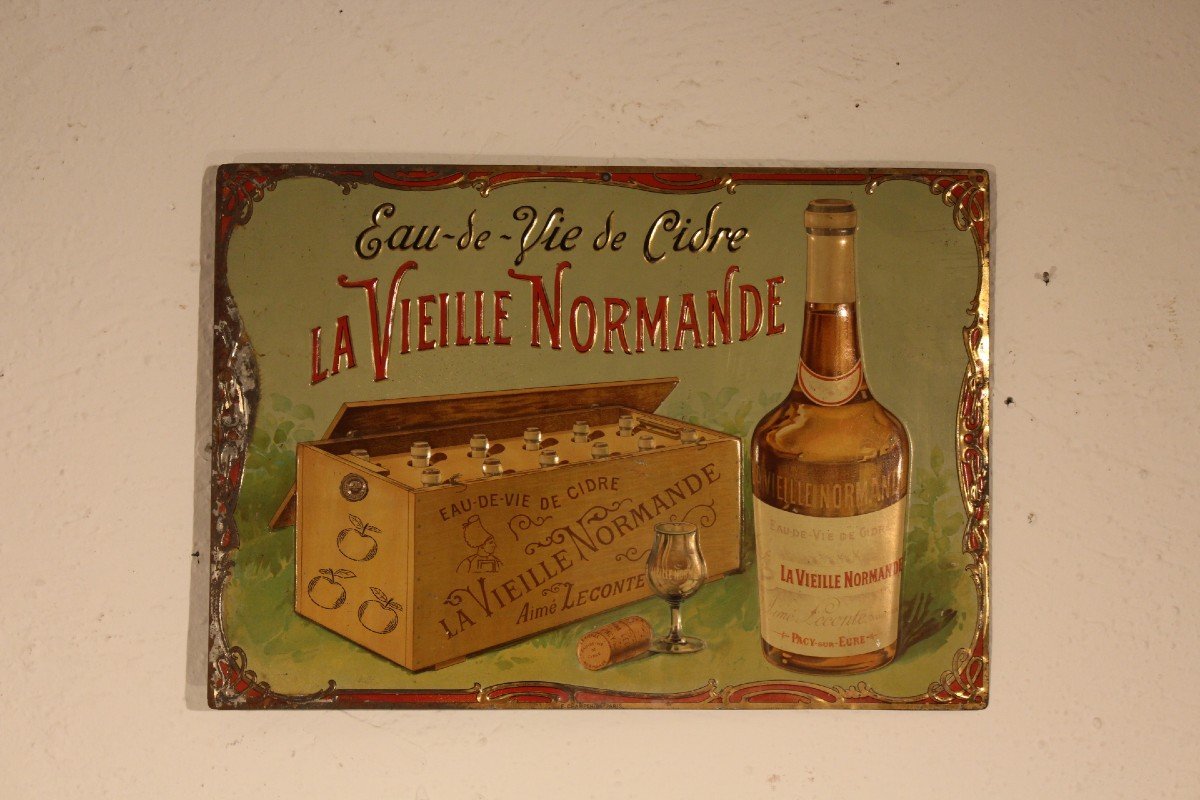 Eau-de-Vie de Cidre
LA VIEILLE NORMANDE
EAU-DE-VIE DE CIDRE
LA VIEILLE NORMANDE
Aimé LECONTE
VIEILLE NORMANDE
EAU-DE-VIE DE CIDRE
LA VIEILLE NORMANDE
Aimé Leconte
PACY-SUR-EURE